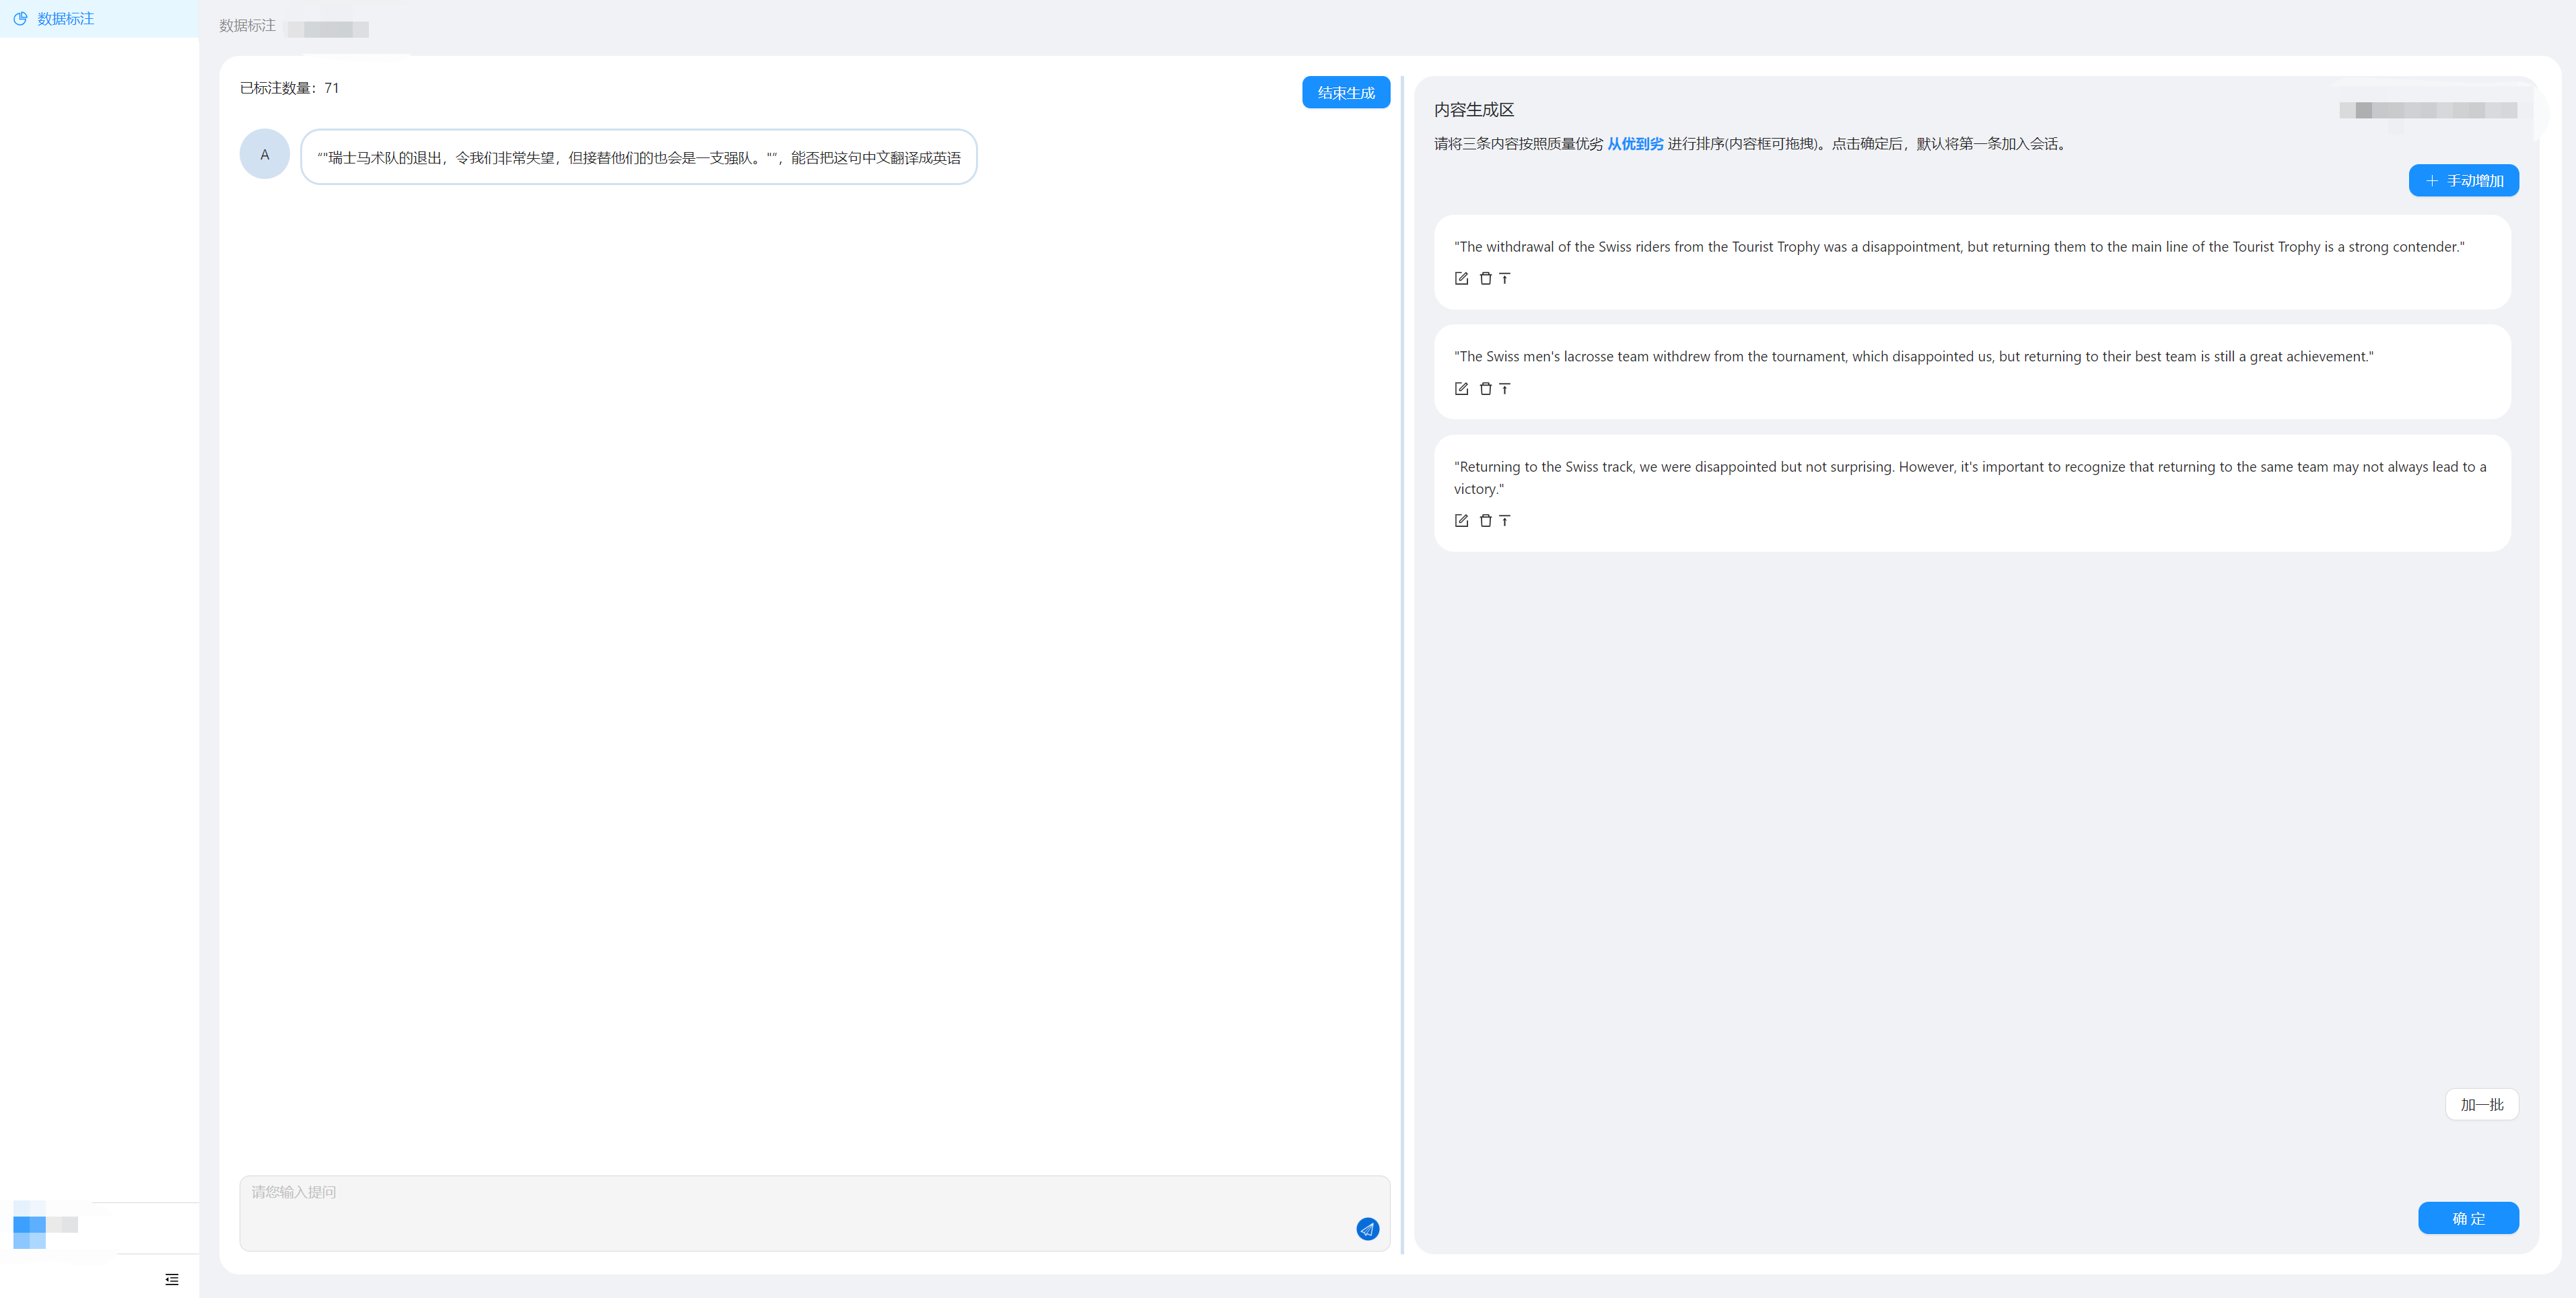 数据标注
数据标注
已标注数量：71
结束生成
A
“"瑞士马术队的退出，令我们非常失望，但接替他们的也会是一支强队。"”，能否把这句中文翻译成英语
请您输入提问
内容生成区
请将三条内容按照质量优劣 从优到劣 进行排序(内容框可拖拽)。点击确定后，默认将第一条加入会话。
手动增加
"The withdrawal of the Swiss riders from the Tourist Trophy was a disappointment, but returning them to the main line of the Tourist Trophy is a strong contender."
"The Swiss men's lacrosse team withdrew from the tournament, which disappointed us, but returning to their best team is still a great achievement."
"Returning to the Swiss track, we were disappointed but not surprising. However, it's important to recognize that returning to the same team may not always lead to a
victory."
加一批
确 定